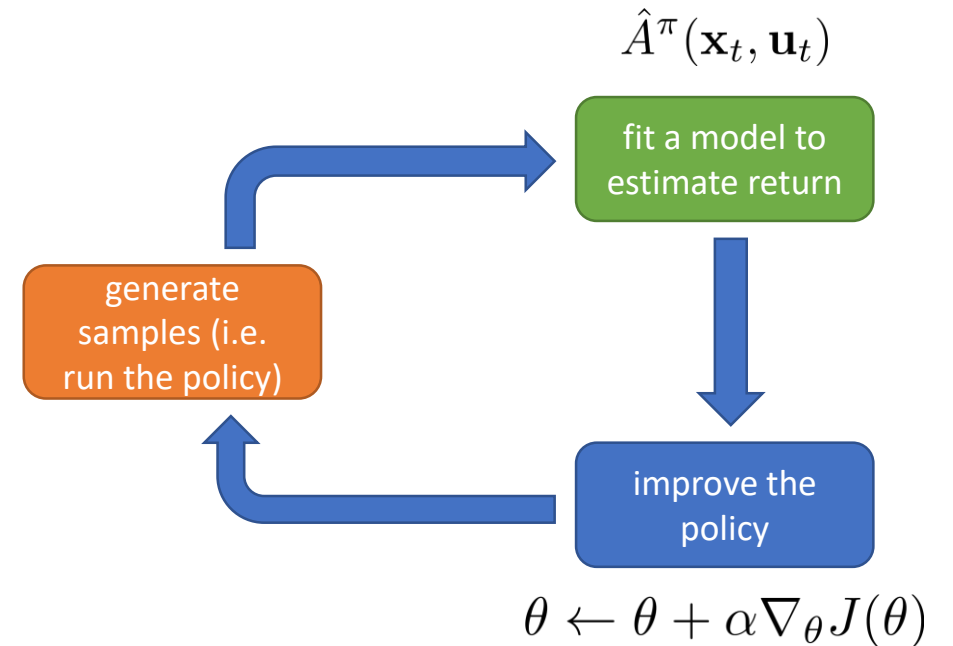 Â^π(x_t, u_t)
fit a model to
estimate return
generate
samples (i.e.
run the policy)
improve the
policy
θ ← θ + α∇_θ J(θ)